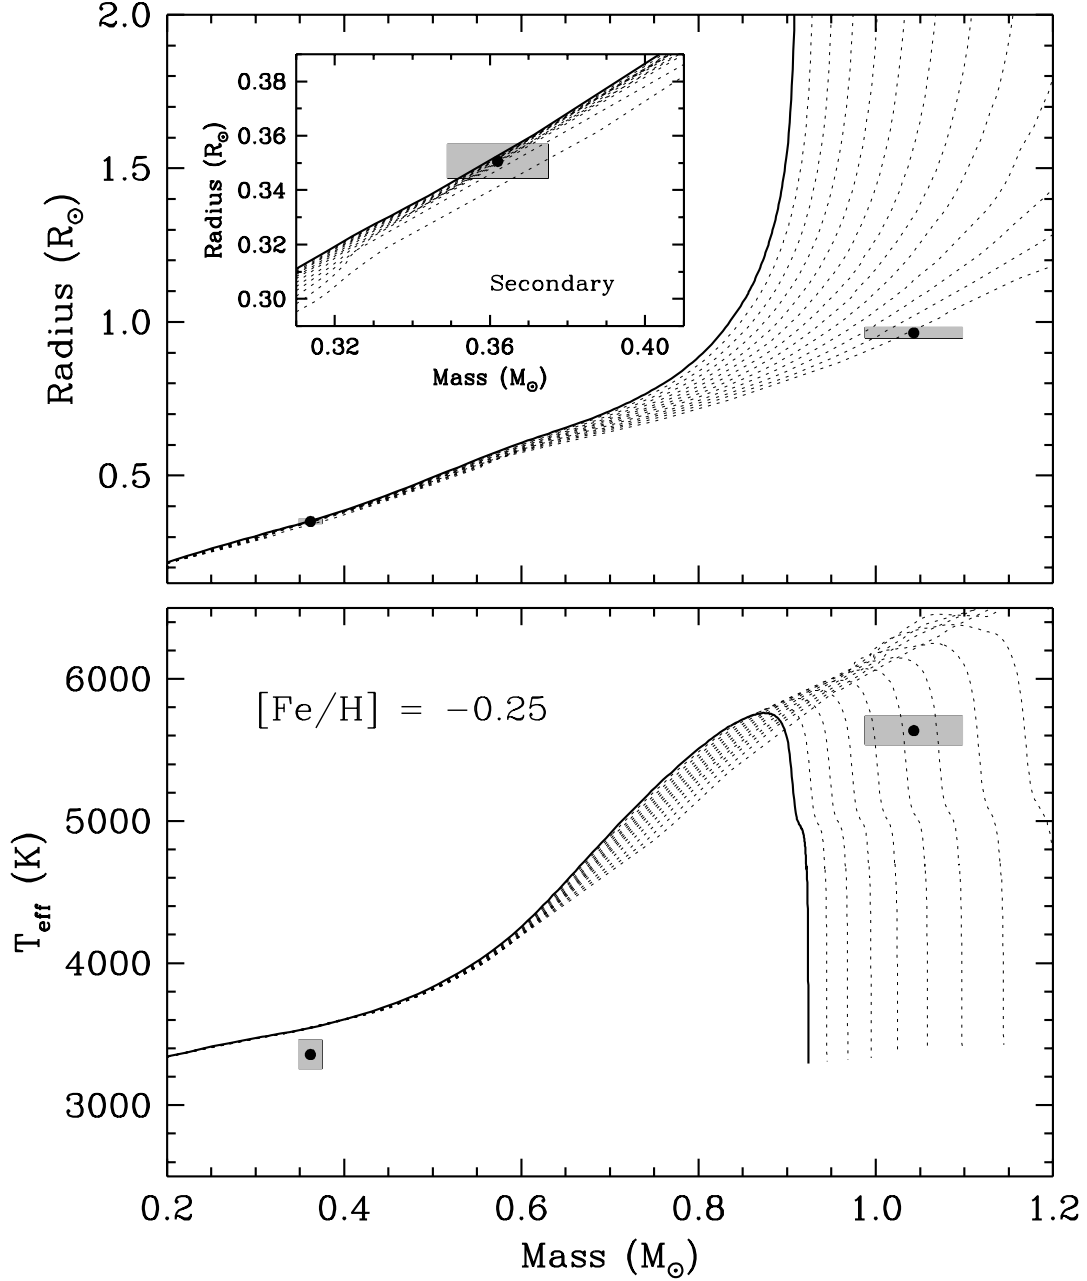 2.0
1.5
1.0
0.5
Radius (R⊙)
0.38
0.36
0.34
0.32
0.30
Radius (R⊙)
Secondary
0.32 0.36 0.40
Mass (M⊙)
[Fe/H] = −0.25
6000
5000
4000
3000
Teff (K)
0.2 0.4 0.6 0.8 1.0 1.2
Mass (M⊙)